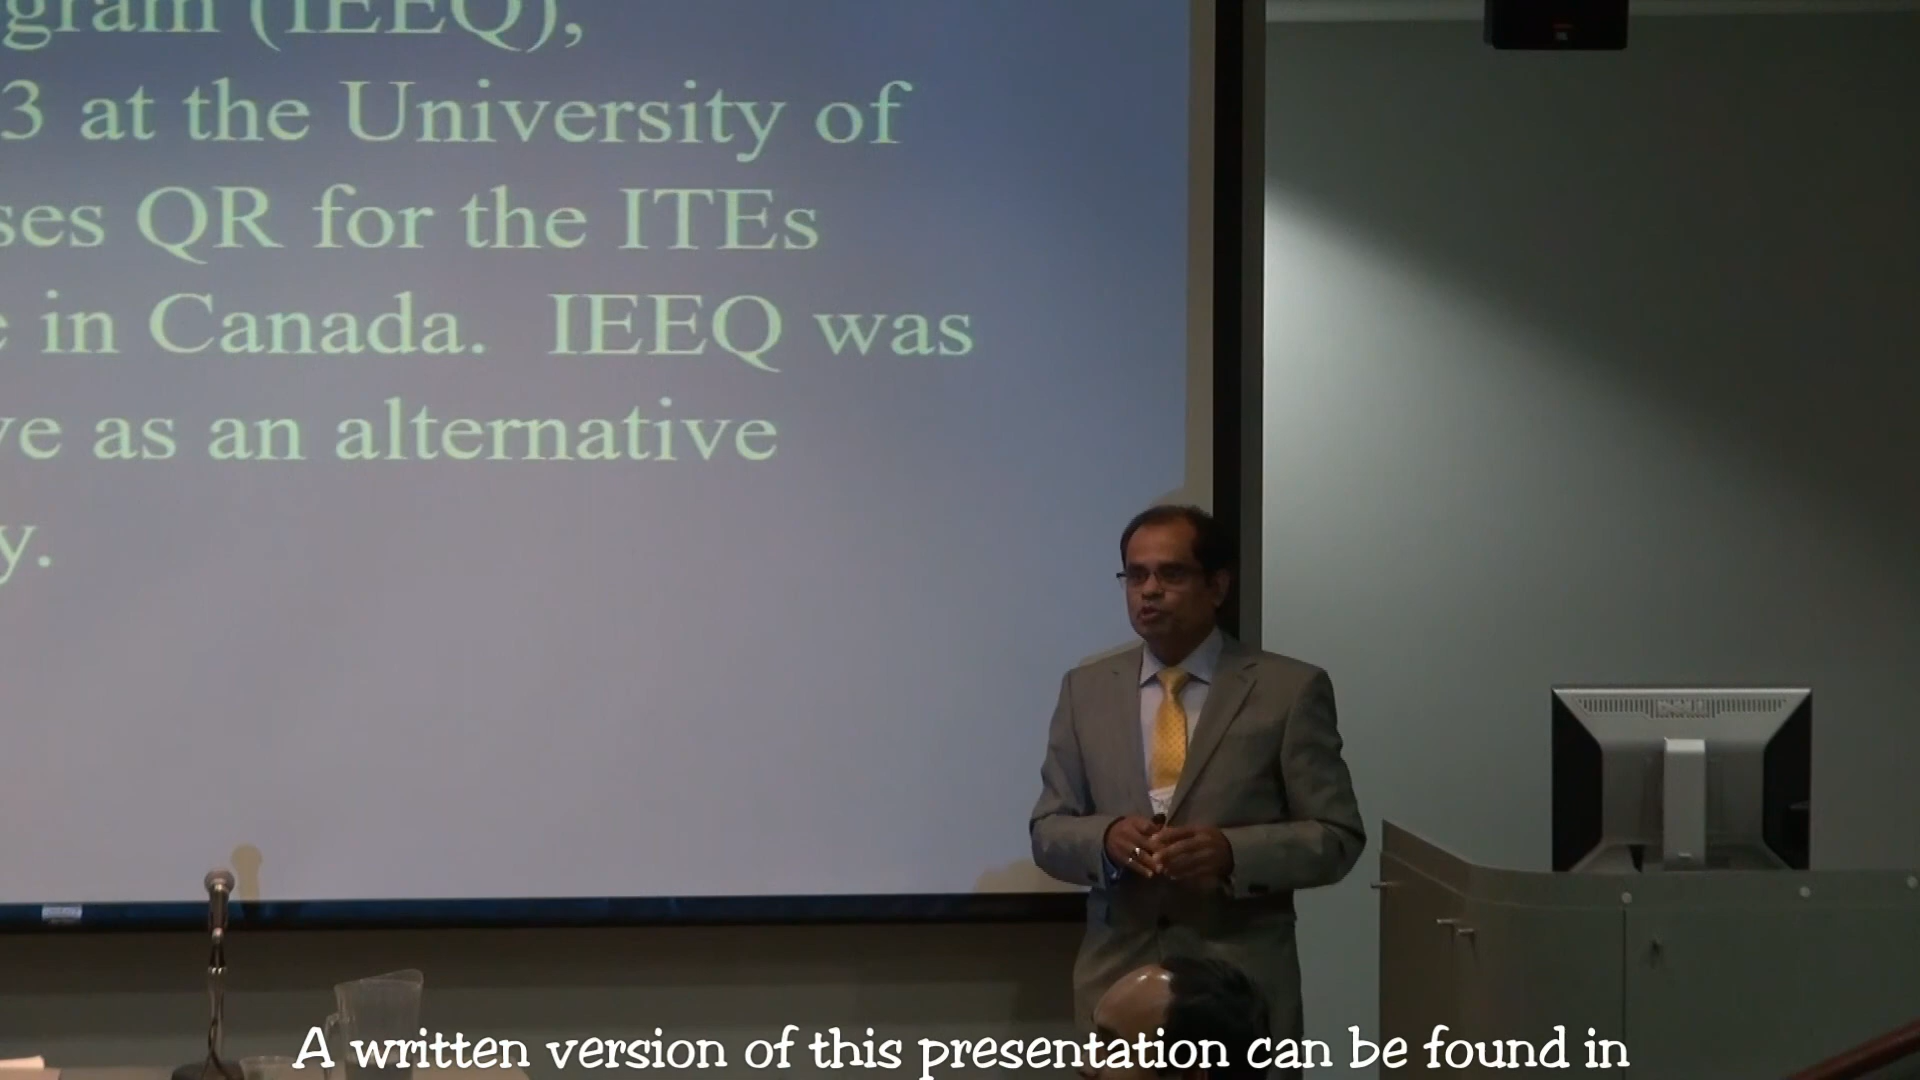 gram (IEEQ),
3 at the University of
ses QR for the ITEs
e in Canada. IEEQ was
ve as an alternative
y.
A written version of this presentation can be found in